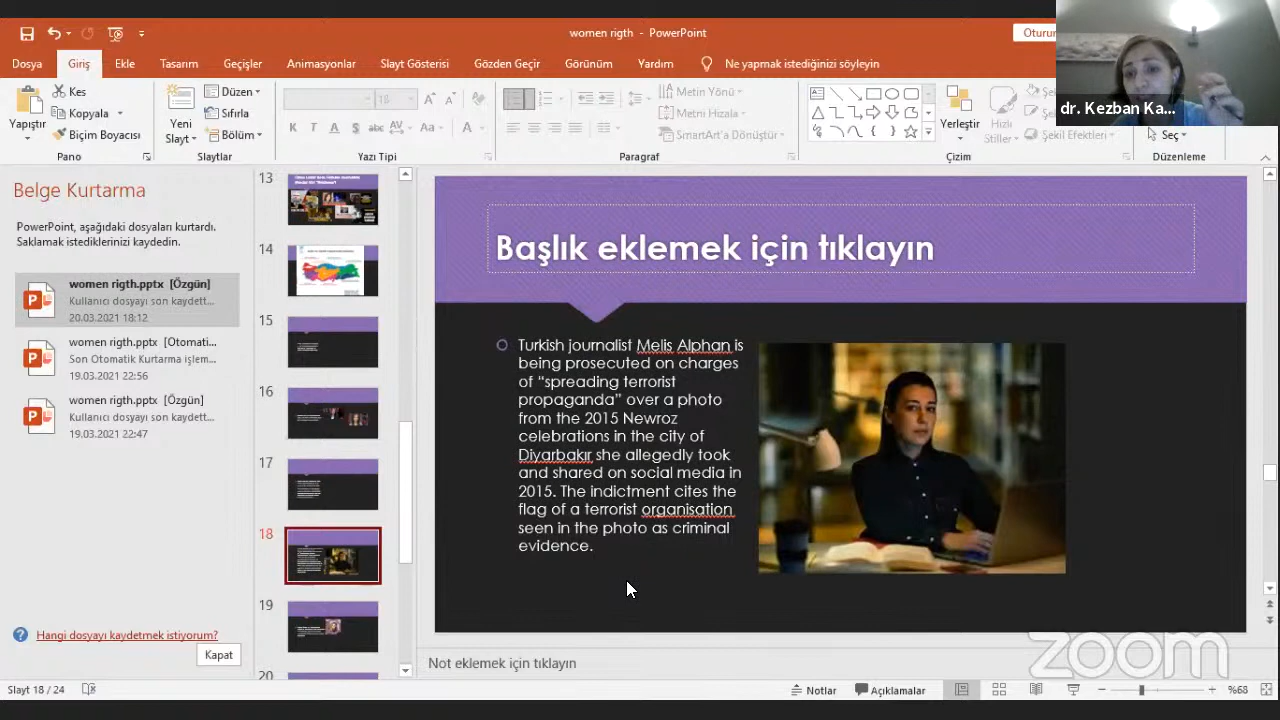 women rigth - PowerPoint
Oturum
Dosya
Giriş
Ekle
Tasarım
Geçişler
Animasyonlar
Slayt Gösterisi
Gözden Geçir
Görünüm
Yardım
Ne yapmak istediğinizi söyleyin
dr. Kezban Ka...
Yapıştır
Kes
Kopyala
Biçim Boyacısı
Pano
Yeni
Slayt
Düzen
Sıfırla
Bölüm
Slaytlar
18
K T A S abc AV Aa A
Yazı Tipi
Metin Yönü
Metni Hizala
SmartArt'a Dönüştür
Paragraf
Yerleştir
Hızlı
Stiller
Şekil Efektleri
Çizim
Seç
Düzenleme
Belge Kurtarma
PowerPoint, aşağıdaki dosyaları kurtardı.
Saklamak istediklerinizi kaydedin.
women rigth.pptx [Özgün]
Kullanıcı dosyayı son kaydett...
20.03.2021 18:12
women rigth.pptx [Otomati...
Son Otomatik Kurtarma işlem...
19.03.2021 22:56
women rigth.pptx [Özgün]
Kullanıcı dosyayı son kaydett...
19.03.2021 22:47
Hangi dosyayı kaydetmek istiyorum?
Kapat
13
14
15
16
17
18
19
20
Başlık eklemek için tıklayın
Turkish journalist Melis Alphan is
being prosecuted on charges
of “spreading terrorist
propaganda” over a photo
from the 2015 Newroz
celebrations in the city of
Diyarbakır she allegedly took
and shared on social media in
2015. The indictment cites the
flag of a terrorist organisation
seen in the photo as criminal
evidence.
zoom
Not eklemek için tıklayın
Slayt 18 / 24
Notlar
Açıklamalar
%68